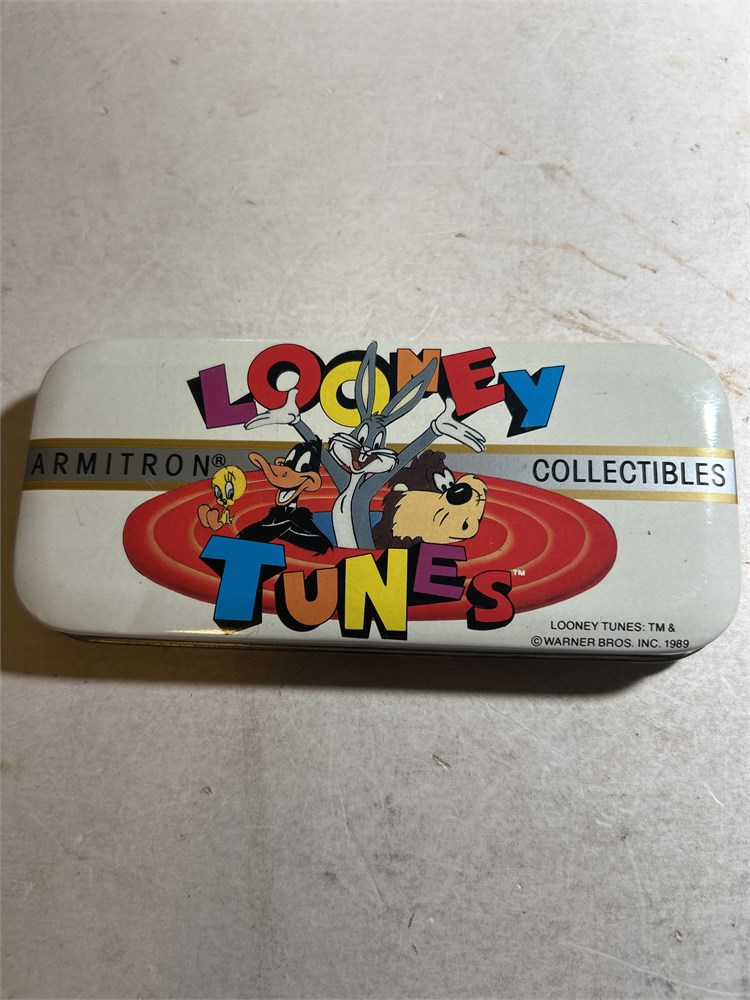 LOONEY
ARMITRON® COLLECTIBLES
TUNES™
LOONEY TUNES: TM &
© WARNER BROS. INC. 1989